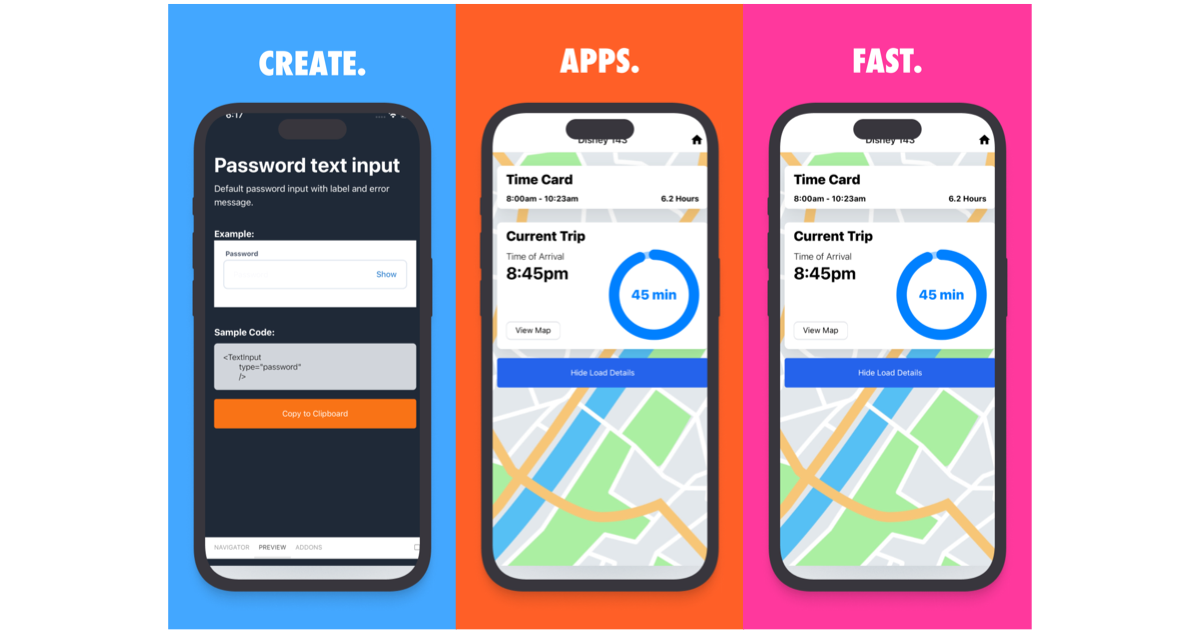 CREATE.
6:17
Password text input
Default password input with label and error
message.
Example:
Password
Show
Sample Code:
<TextInput
type="password"
/>
Copy to Clipboard
NAVIGATOR PREVIEW ADDONS
APPS.
Disney 143
Time Card
8:00am - 10:23am 6.2 Hours
Current Trip
Time of Arrival
8:45pm
45 min
View Map
Hide Load Details
FAST.
Disney 143
Time Card
8:00am - 10:23am 6.2 Hours
Current Trip
Time of Arrival
8:45pm
45 min
View Map
Hide Load Details